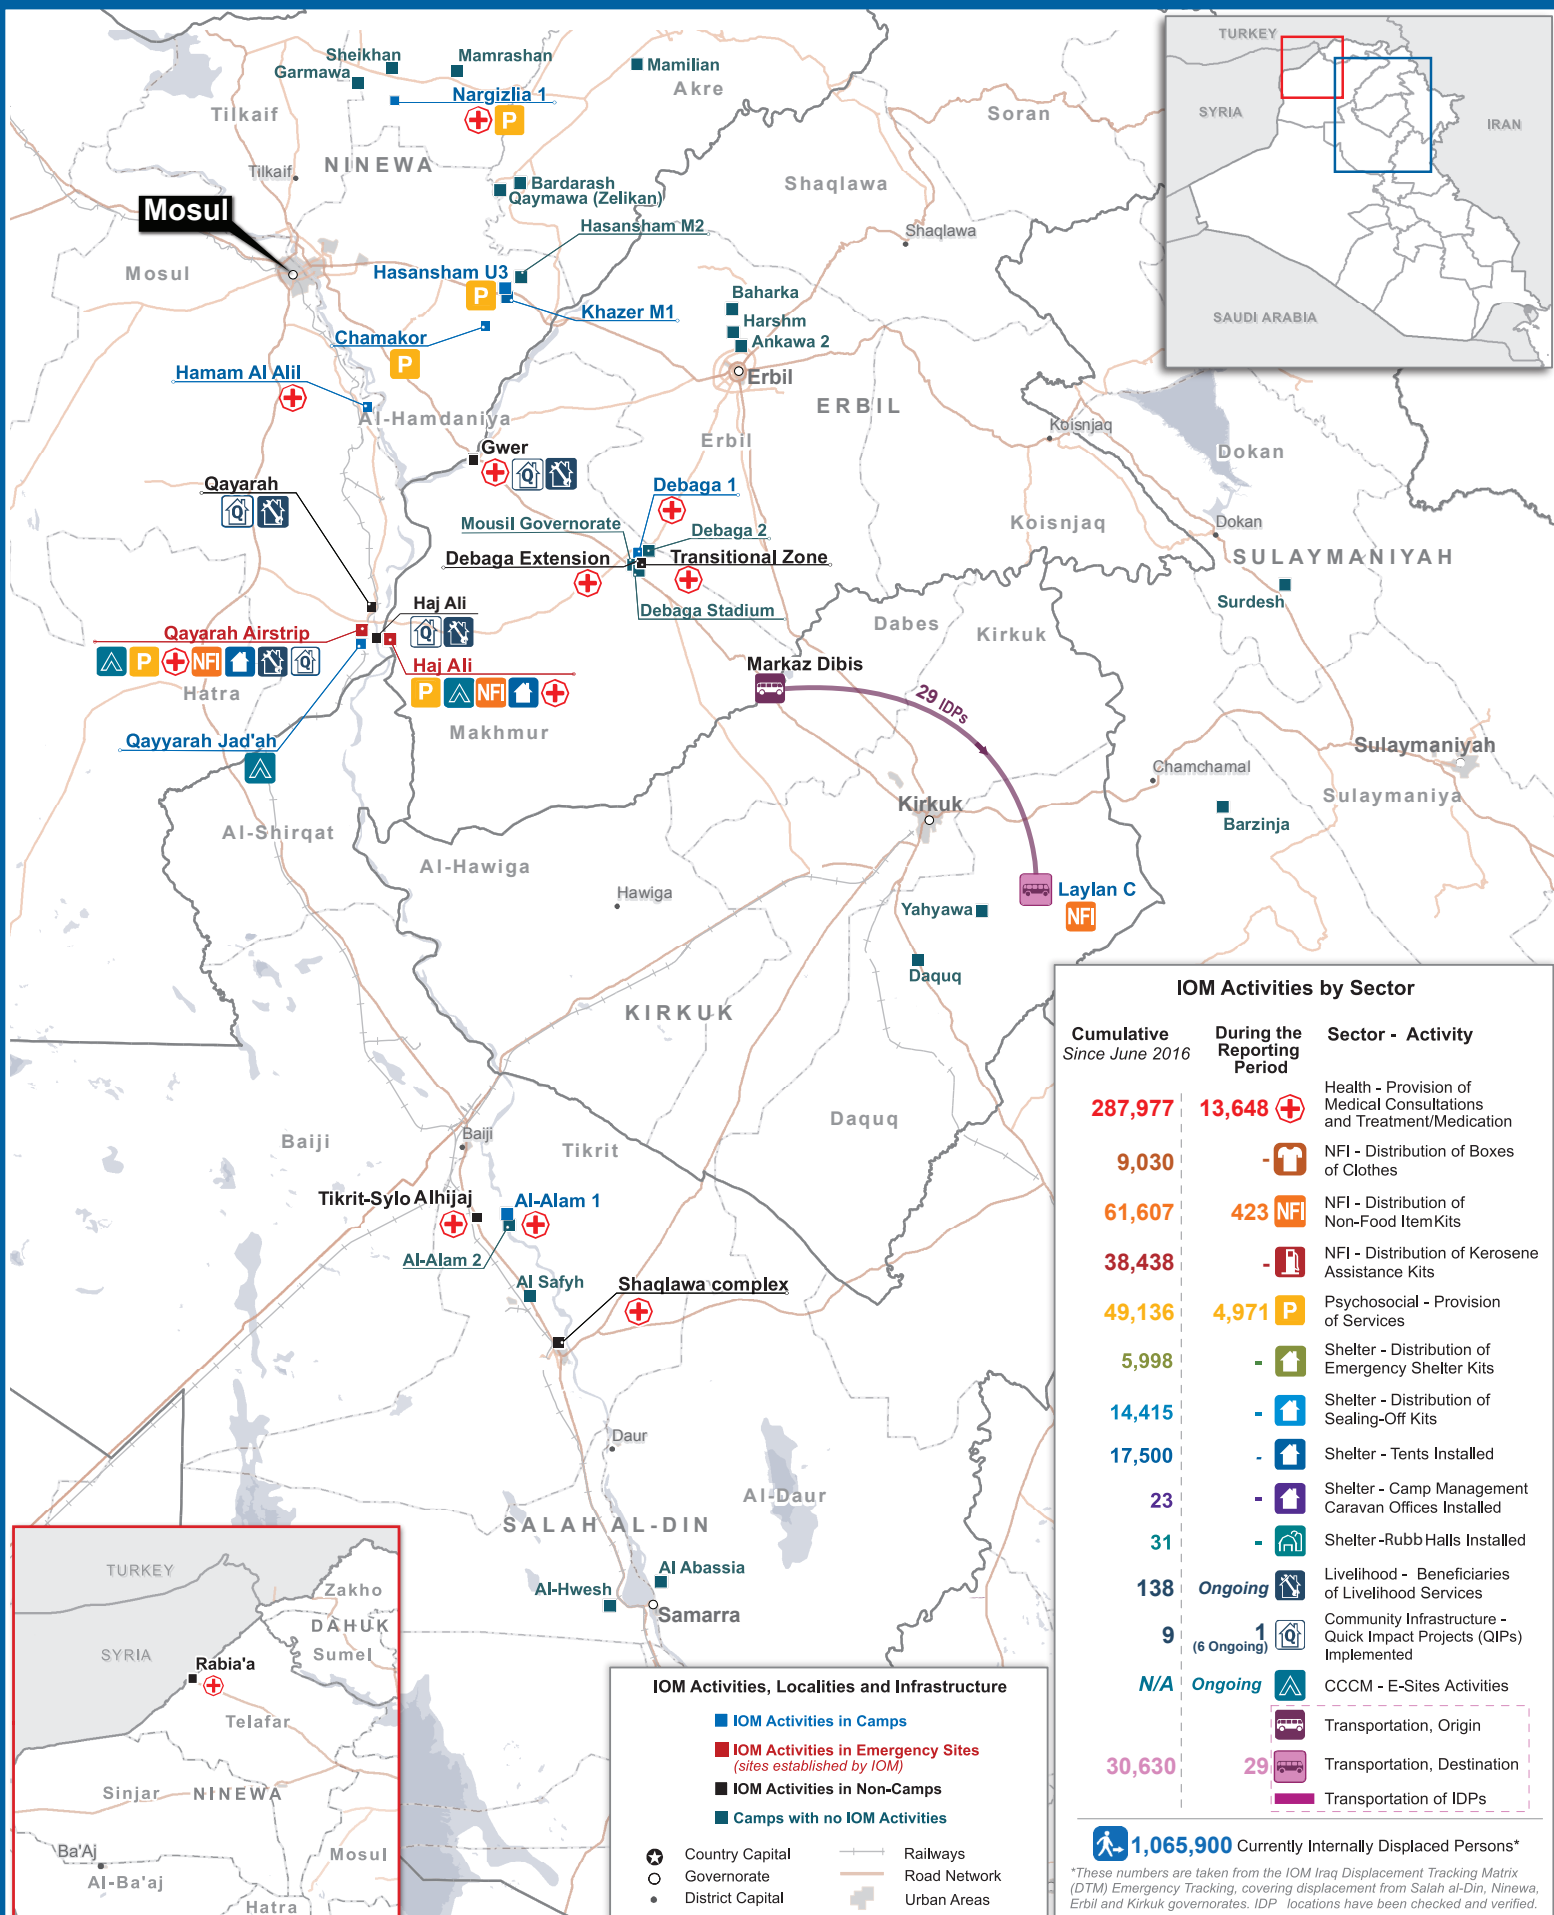 TURKEY
SYRIA
IRAN
SAUDI ARABIA
Sheikhan
Mamrashan
Garmawa
Mamilian
Akre
Nargizlia 1
P
Tilkaif
Soran
NINEWA
Tilkaif
Shaqlawa
Bardarash
Qaymawa (Zelikan)
Mosul
Hasansham M2
Shaqlawa
Mosul
Hasansham U3
P
Khazer M1
Baharka
Harshm
Ankawa 2
Chamakor
P
Hamam Al Alil
Erbil
ERBIL
Al-Hamdaniya
Koisnjaq
Erbil
Gwer
Q
Dokan
Qayarah
Q
Debaga 1
Mousil Governorate
Debaga 2
Koisnjaq
Dokan
Debaga Extension
Transitional Zone
SULAYMANIYAH
Surdesh
Haj Ali
Q
Debaga Stadium
Dabes
Kirkuk
Qayarah Airstrip
P NFI Q
Haj Ali
P NFI
Hatra
Markaz Dibis
29 IDPs
Makhmur
Qayyarah Jad'ah
Sulaymaniyah
Chamchamal
Sulaymaniya
Kirkuk
Barzinja
Al-Shirqat
Al-Hawiga
Hawiga
Laylan C
NFI
Yahyawa
Daquq
KIRKUK
Daquq
Baiji
Baiji
Tikrit
Tikrit-Sylo Alhijaj
Al-Alam 1
Al-Alam 2
Al Safyh
Shaqlawa complex
Daur
Al-Daur
SALAH AL-DIN
Al Abassia
Al-Hwesh
Samarra
TURKEY
Zakho
DAHUK
SYRIA
Sumel
Rabia'a
Telafar
Sinjar
NINEWA
Ba'Aj
Mosul
Al-Ba'aj
Hatra
IOM Activities, Localities and Infrastructure
IOM Activities in Camps
IOM Activities in Emergency Sites
(sites established by IOM)
IOM Activities in Non-Camps
Camps with no IOM Activities
Country Capital
Railways
Governorate
Road Network
District Capital
Urban Areas
IOM Activities by Sector
Cumulative
Since June 2016
During the
Reporting
Period
Sector - Activity
287,977 13,648 Health - Provision of
Medical Consultations
and Treatment/Medication
9,030 - NFI - Distribution of Boxes
of Clothes
61,607 423 NFI NFI - Distribution of
Non-Food ItemKits
38,438 - NFI - Distribution of Kerosene
Assistance Kits
49,136 4,971 P Psychosocial - Provision
of Services
5,998 - Shelter - Distribution of
Emergency Shelter Kits
14,415 - Shelter - Distribution of
Sealing-Off Kits
17,500 - Shelter - Tents Installed
23 - Shelter - Camp Management
Caravan Offices Installed
31 - Shelter -Rubb Halls Installed
138 Ongoing Livelihood - Beneficiaries
of Livelihood Services
9 1 (6 Ongoing) Q Community Infrastructure -
Quick Impact Projects (QIPs)
Implemented
N/A Ongoing CCCM - E-Sites Activities
Transportation, Origin
30,630 29 Transportation, Destination
Transportation of IDPs
1,065,900 Currently Internally Displaced Persons*
*These numbers are taken from the IOM Iraq Displacement Tracking Matrix
(DTM) Emergency Tracking, covering displacement from Salah al-Din, Ninewa,
Erbil and Kirkuk governorates. IDP locations have been checked and verified.